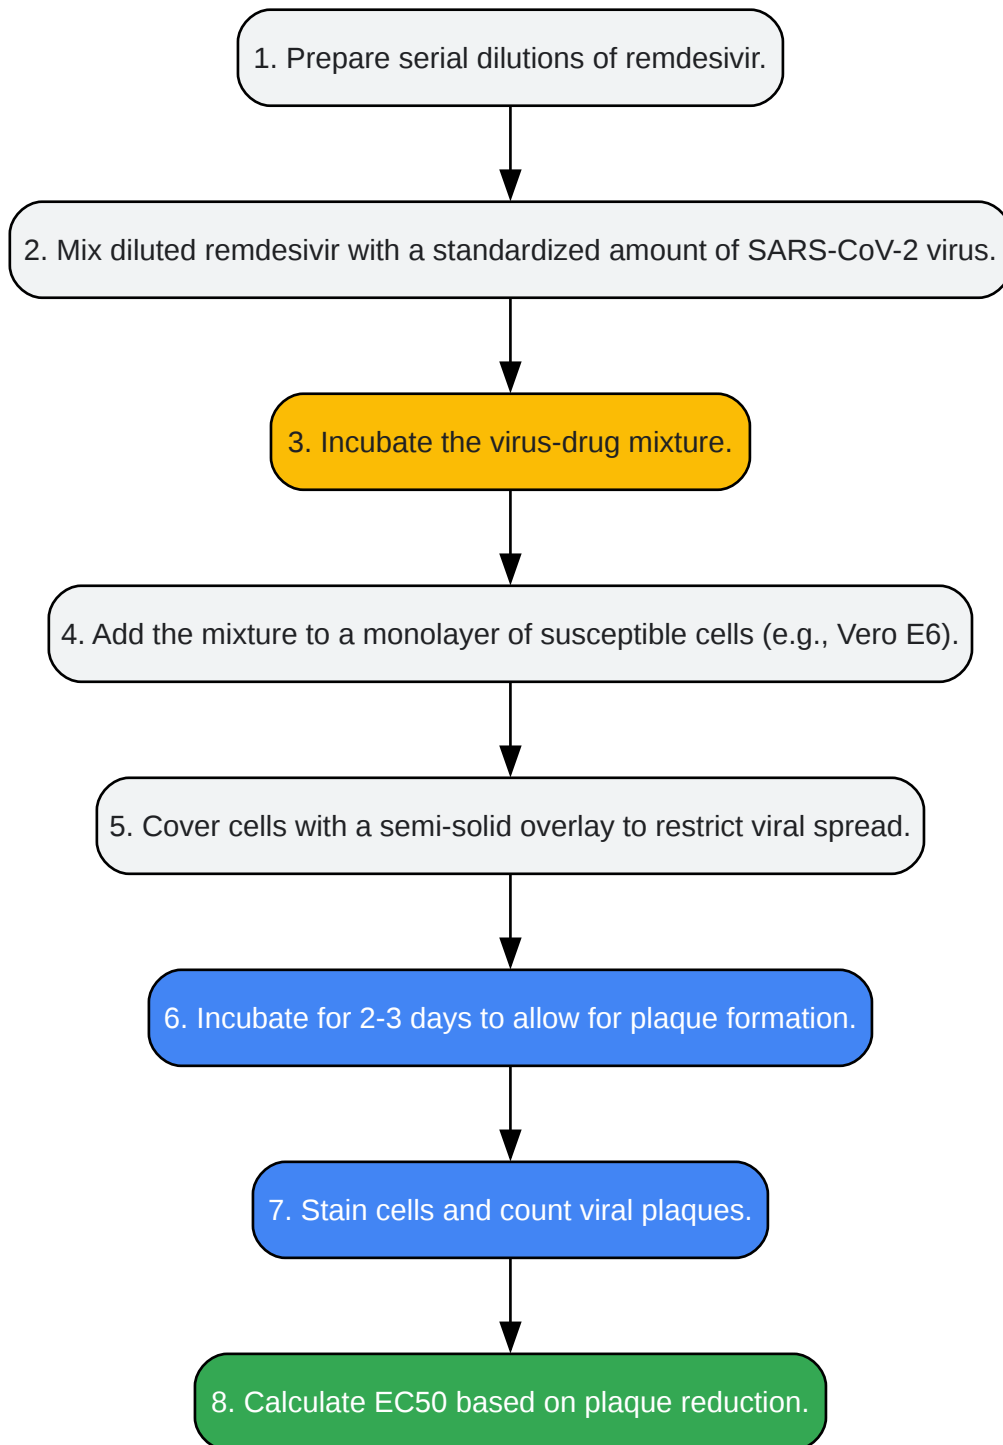 1. Prepare serial dilutions of remdesivir.
2. Mix diluted remdesivir with a standardized amount of SARS-CoV-2 virus.
3. Incubate the virus-drug mixture.
4. Add the mixture to a monolayer of susceptible cells (e.g., Vero E6).
5. Cover cells with a semi-solid overlay to restrict viral spread.
6. Incubate for 2-3 days to allow for plaque formation.
7. Stain cells and count viral plaques.
8. Calculate EC50 based on plaque reduction.